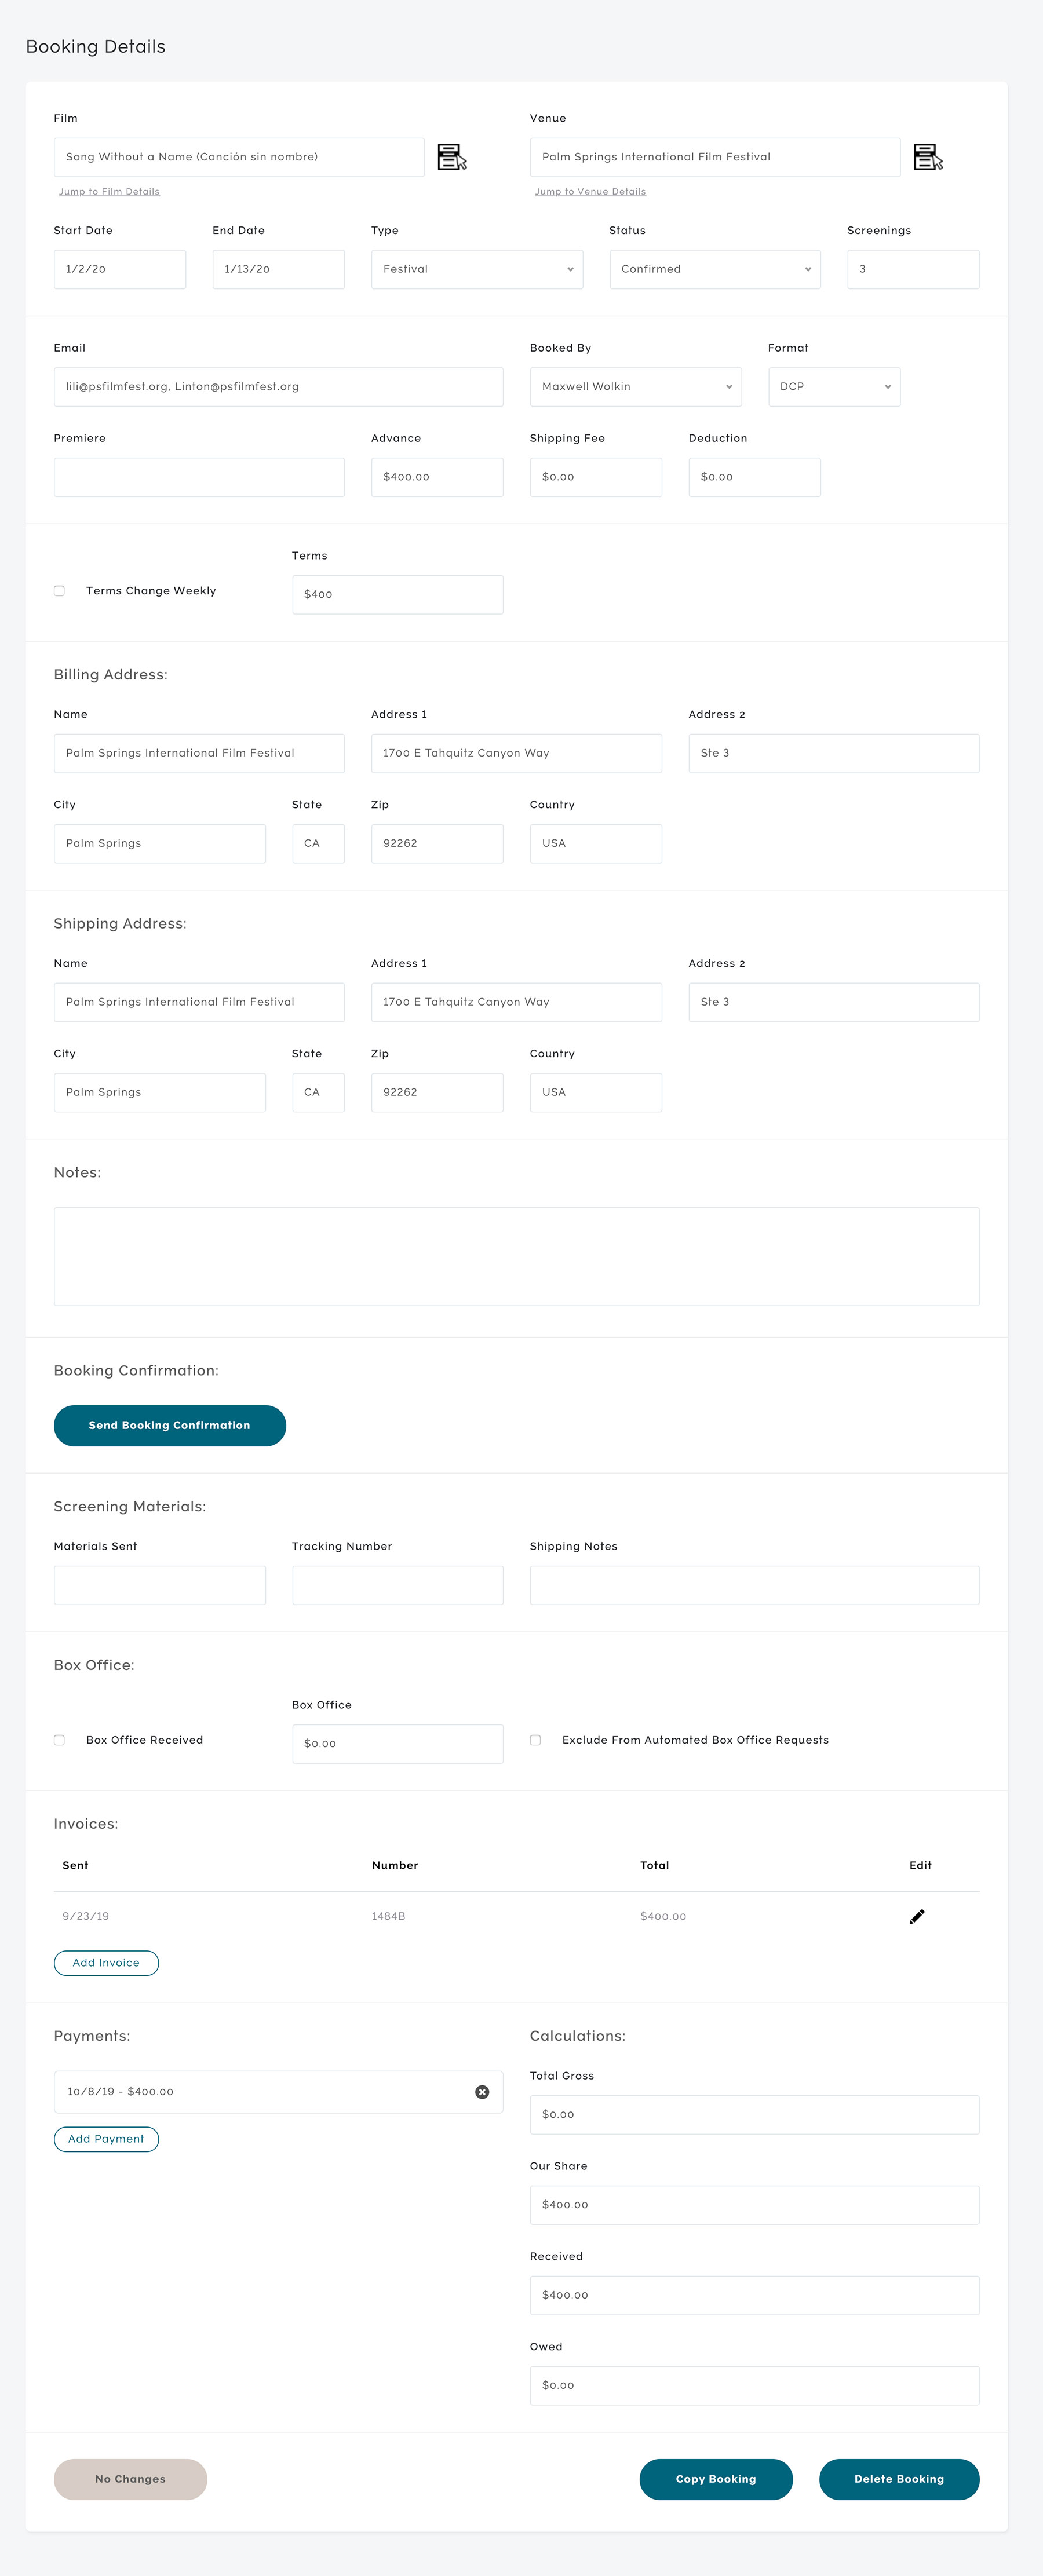 Booking Details
Film Venue
Song Without a Name (Canción sin nombre) Palm Springs International Film Festival
Jump to Film Details Jump to Venue Details
Start Date End Date Type Status Screenings
1/2/20 1/13/20 Festival Confirmed 3
Email Booked By Format
lili@psfilmfest.org, Linton@psfilmfest.org Maxwell Wolkin DCP
Premiere Advance Shipping Fee Deduction
$400.00 $0.00 $0.00
Terms
Terms Change Weekly $400
Billing Address:
Name Address 1 Address 2
Palm Springs International Film Festival 1700 E Tahquitz Canyon Way Ste 3
City State Zip Country
Palm Springs CA 92262 USA
Shipping Address:
Name Address 1 Address 2
Palm Springs International Film Festival 1700 E Tahquitz Canyon Way Ste 3
City State Zip Country
Palm Springs CA 92262 USA
Notes:
Booking Confirmation:
Send Booking Confirmation
Screening Materials:
Materials Sent Tracking Number Shipping Notes
Box Office:
Box Office
Box Office Received $0.00 Exclude From Automated Box Office Requests
Invoices:
Sent Number Total Edit
9/23/19 1484B $400.00
Add Invoice
Payments: Calculations:
Total Gross
10/8/19 - $400.00
$0.00
Add Payment
Our Share
$400.00
Received
$400.00
Owed
$0.00
No Changes Copy Booking Delete Booking